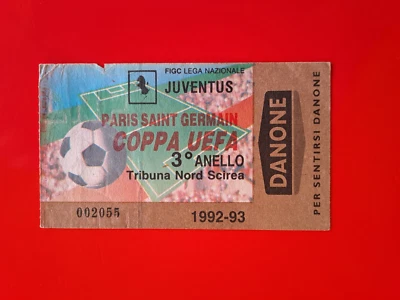 FIGC LEGA NAZIONALE
JUVENTUS
PARIS SAINT GERMAIN
COPPA UEFA
3° ANELLO
Tribuna Nord Scirea
002055
1992-93
DANONE
PER SENTIRSI DANONE